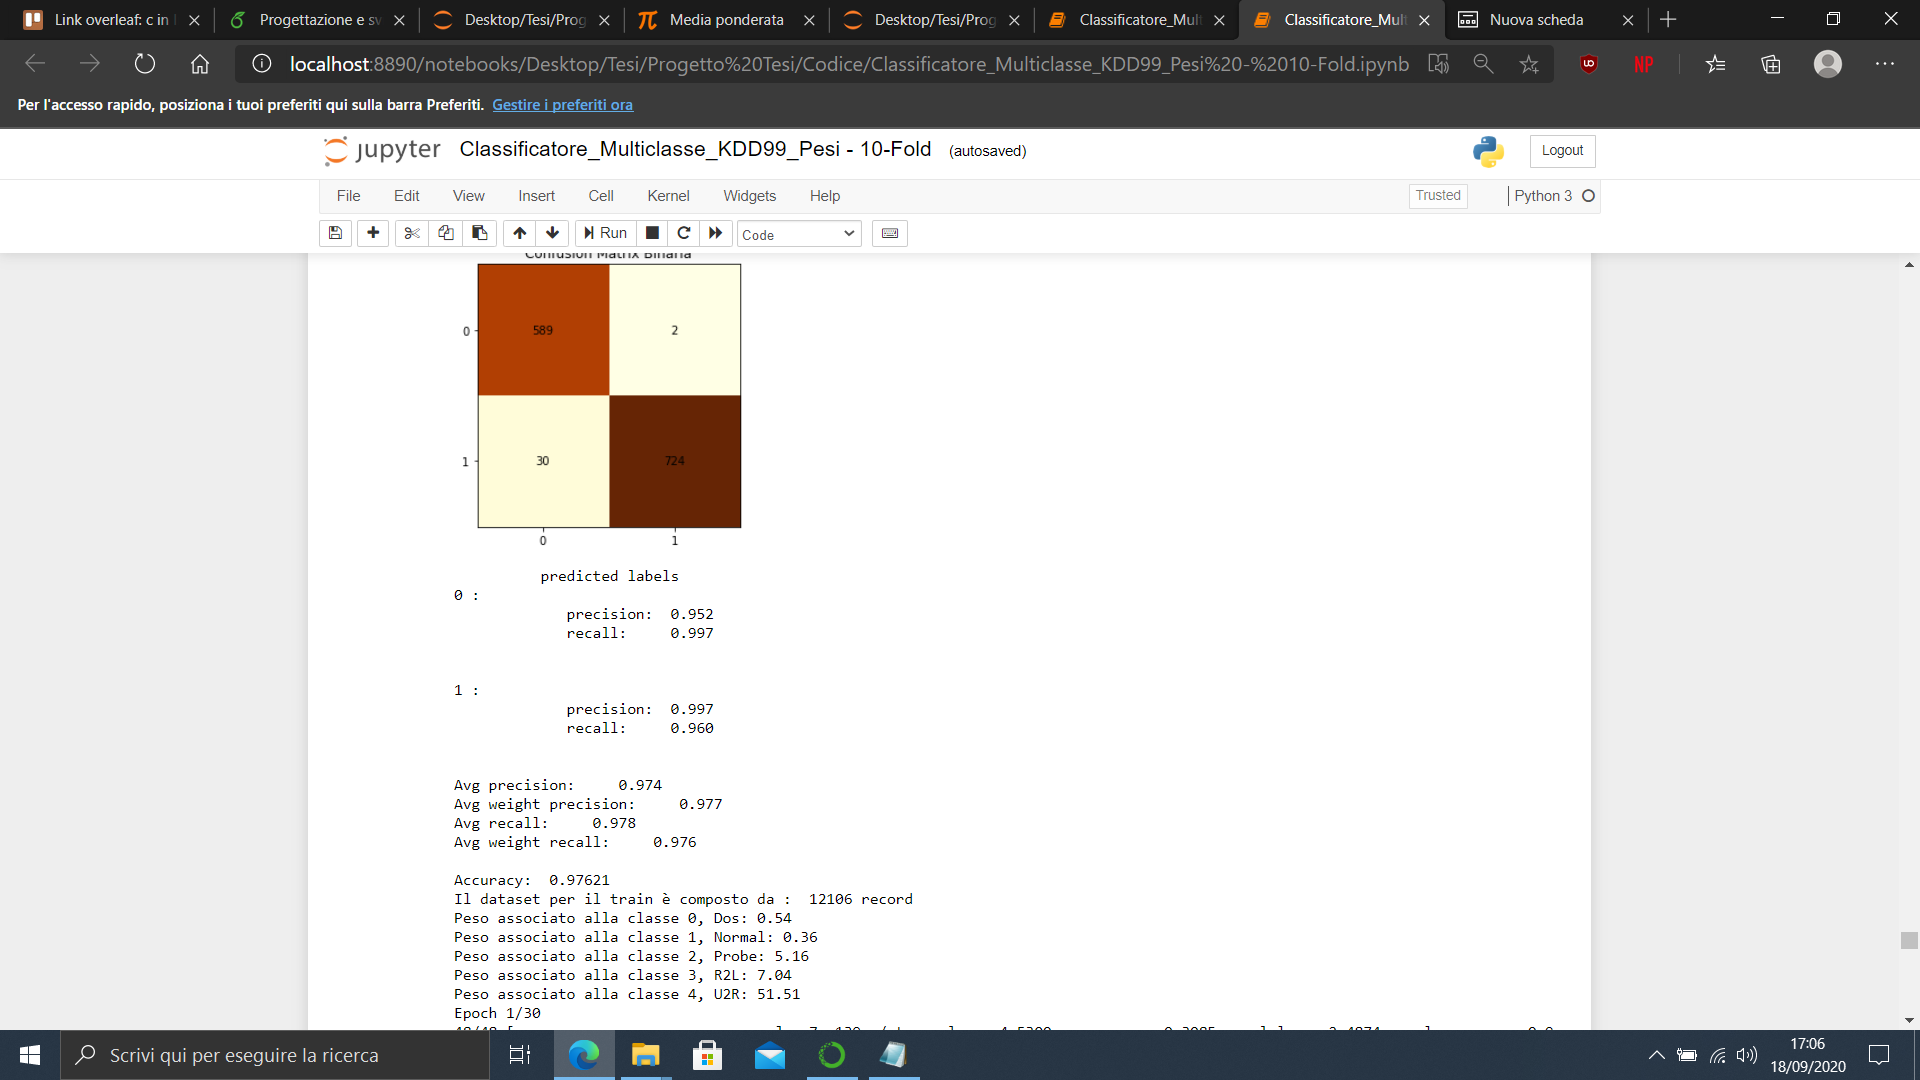 Link overleaf: c in
Progettazione e sv
Desktop/Tesi/Prog
Media ponderata
Desktop/Tesi/Prog
Classificatore_Mult
Classificatore_Mult
Nuova scheda
localhost:8890/notebooks/Desktop/Tesi/Progetto%20Tesi/Codice/Classificatore_Multiclasse_KDD99_Pesi%20-%2010-Fold.ipynb
NP
Per l'accesso rapido, posiziona i tuoi preferiti qui sulla barra Preferiti. Gestire i preferiti ora
jupyter Classificatore_Multiclasse_KDD99_Pesi - 10-Fold (autosaved)
Logout
File Edit View Insert Cell Kernel Widgets Help
Trusted
Python 3
Run
Code
Confusion Matrix Binaria
0 589 2
1 30 724
0 1
predicted labels
0 :
precision: 0.952
recall: 0.997
1 :
precision: 0.997
recall: 0.960
Avg precision: 0.974
Avg weight precision: 0.977
Avg recall: 0.978
Avg weight recall: 0.976
Accuracy: 0.97621
Il dataset per il train è composto da : 12106 record
Peso associato alla classe 0, Dos: 0.54
Peso associato alla classe 1, Normal: 0.36
Peso associato alla classe 2, Probe: 5.16
Peso associato alla classe 3, R2L: 7.04
Peso associato alla classe 4, U2R: 51.51
Epoch 1/30
Scrivi qui per eseguire la ricerca
17:06
18/09/2020